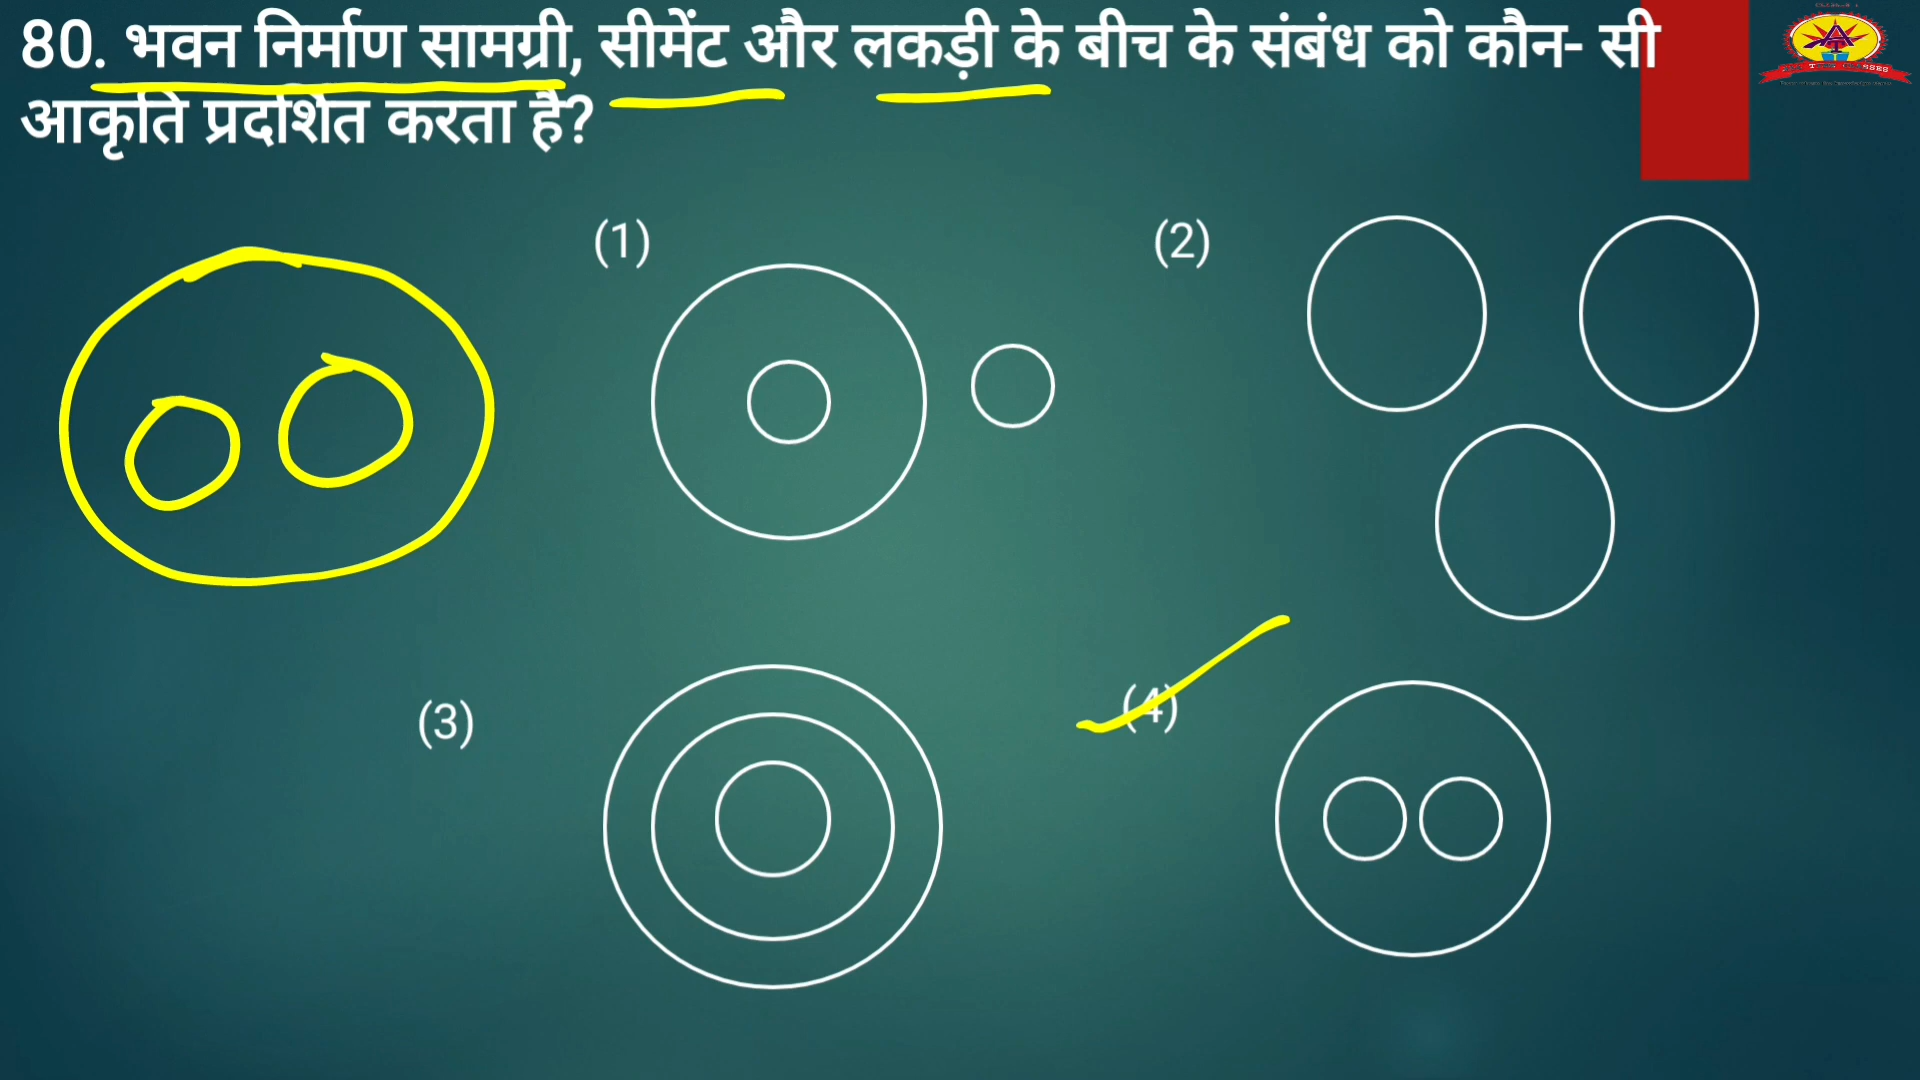 80. भवन निर्माण सामग्री, सीमेंट और लकड़ी के बीच के संबंध को कौन- सी
आकृति प्रदर्शित करता है?
(1)
(2)
(3)
(4)